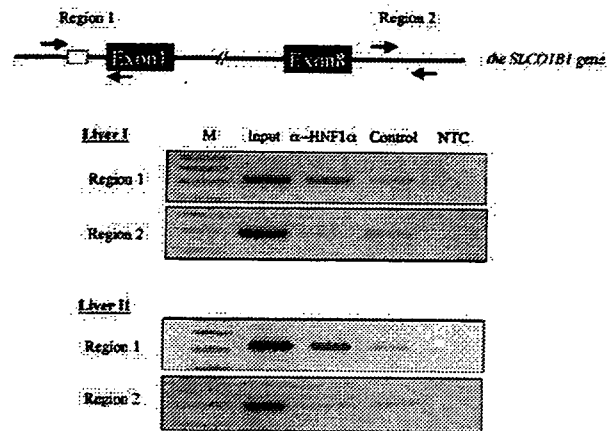 Region 1
Region 2
Exon1
Exon8
the SLCO1B1 gene
Liver I
M Input α-HNF1α Control NTC
Region 1
Region 2
Liver II
Region 1
Region 2